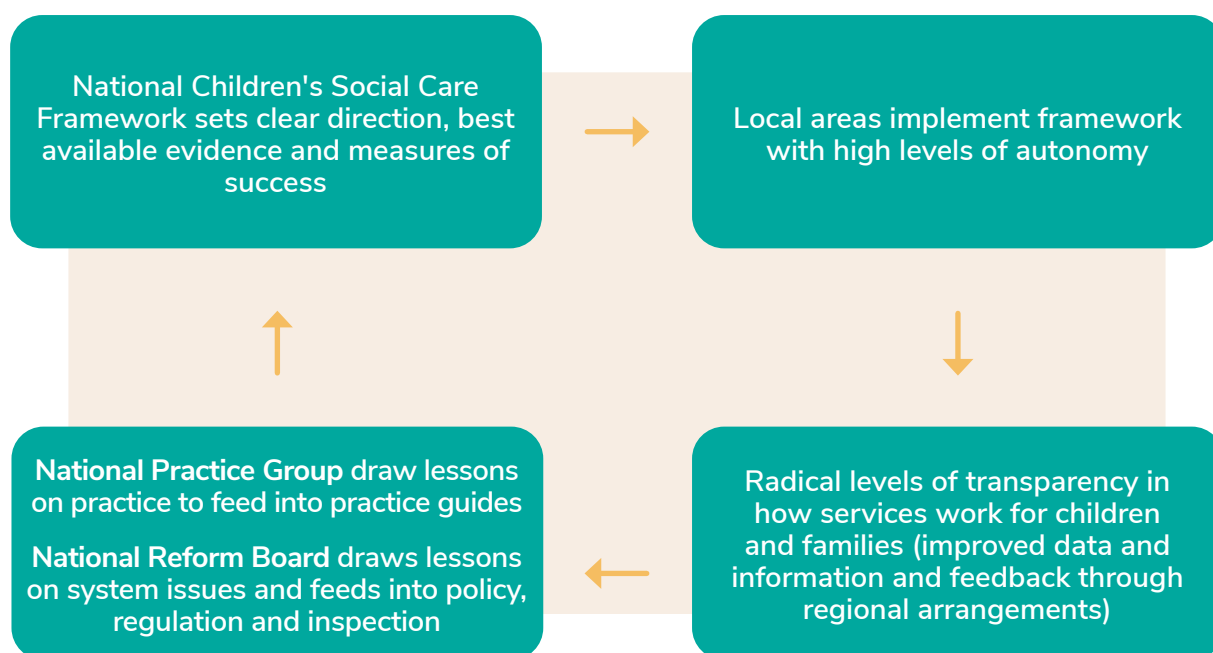 National Children's Social Care
Framework sets clear direction, best
available evidence and measures of
success
Local areas implement framework
with high levels of autonomy
Radical levels of transparency in
how services work for children
and families (improved data and
information and feedback through
regional arrangements)
National Practice Group draw lessons
on practice to feed into practice guides
National Reform Board draws lessons
on system issues and feeds into policy,
regulation and inspection